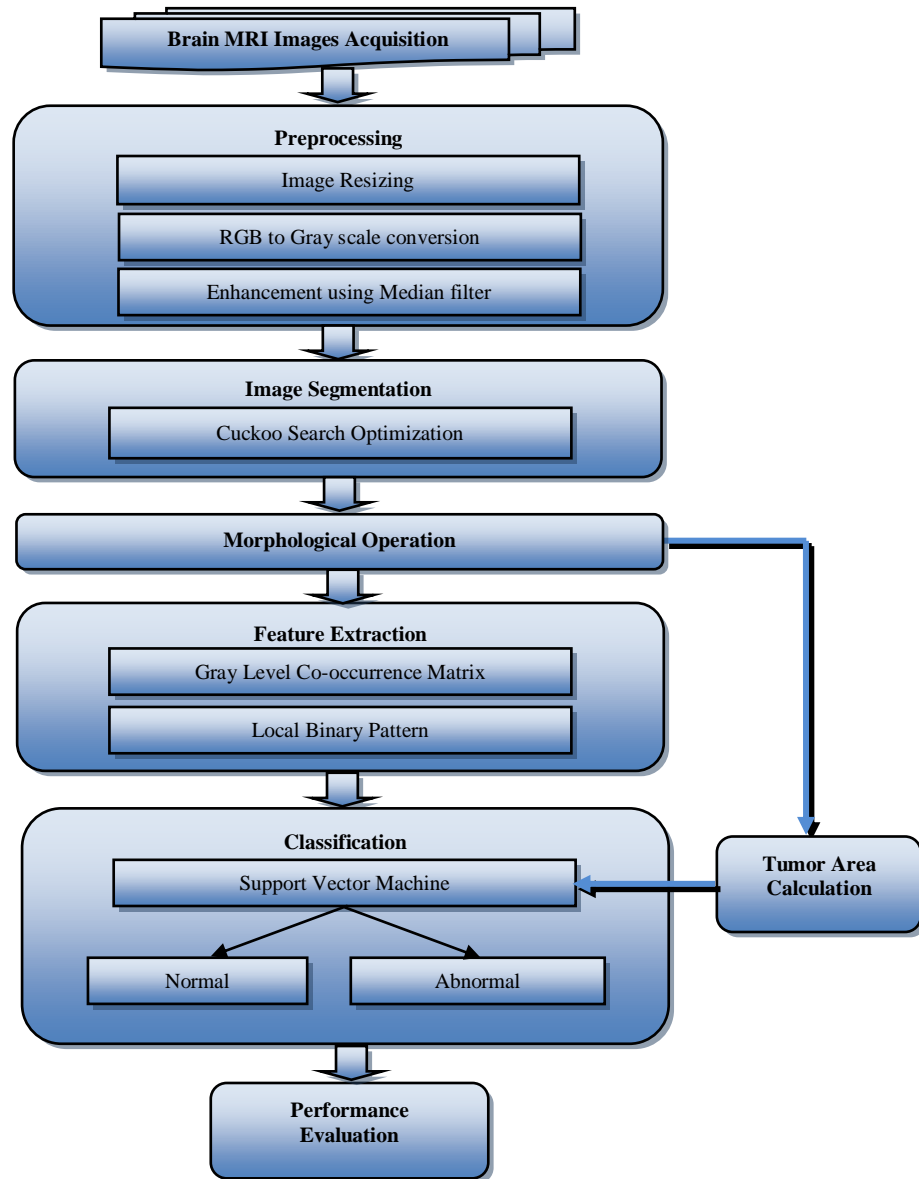 Brain MRI Images Acquisition
Preprocessing
Image Resizing
RGB to Gray scale conversion
Enhancement using Median filter
Image Segmentation
Cuckoo Search Optimization
Morphological Operation
Feature Extraction
Gray Level Co-occurrence Matrix
Local Binary Pattern
Classification
Support Vector Machine
Normal
Abnormal
Tumor Area
Calculation
Performance
Evaluation